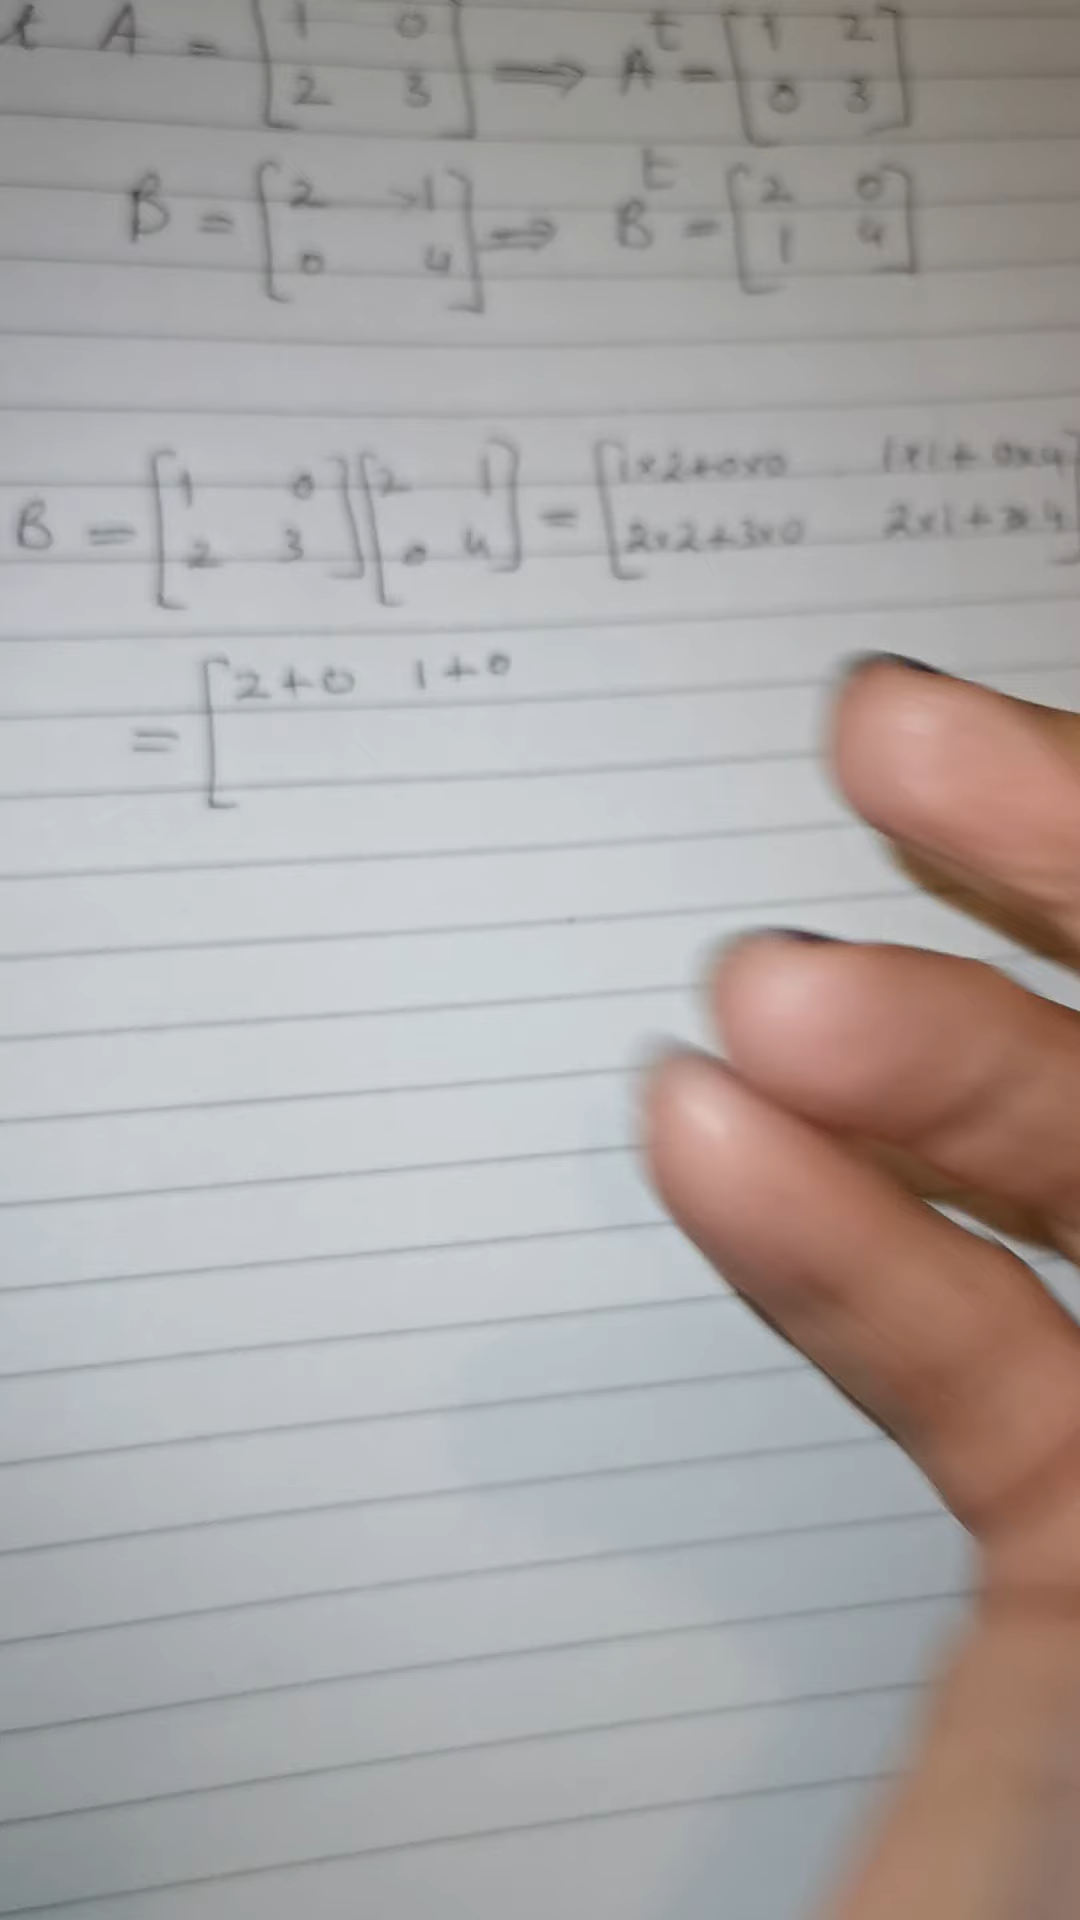 t A = [1 0 ⟹ A^t = [1 2
2 3] 0 3]
B = [2 >1 ⟹ B^t = [2 0
0 4] 1 4]
B = [1 0 ] [2 1 ] = [1×2+0×0 1×1+0×4
2 3] [0 4] 2×2+3×0 2×1+3×4]
= [2+0 1+0